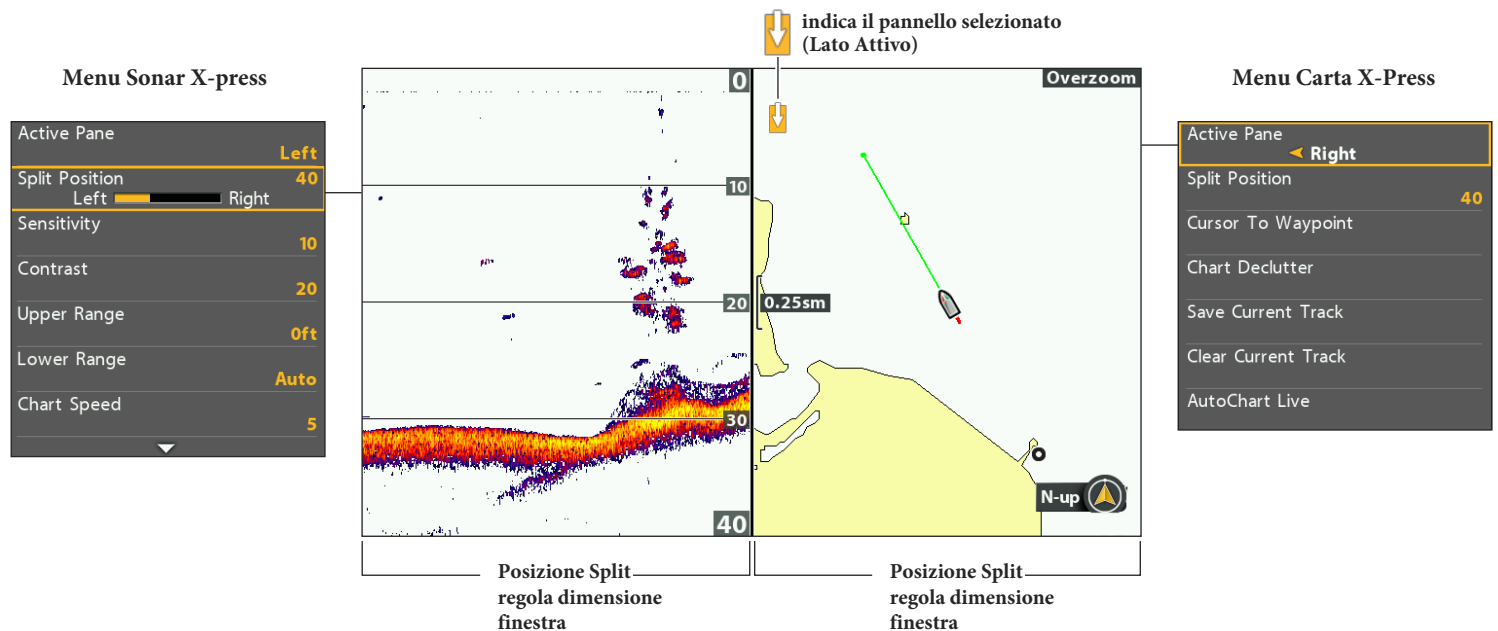 indica il pannello selezionato
(Lato Attivo)
Menu Sonar X-press
Active Pane
Left
Split Position
40
Left
Right
Sensitivity
10
Contrast
20
Upper Range
0ft
Lower Range
Auto
Chart Speed
5
0
10
20
30
40
Overzoom
0.25sm
N-up
Menu Carta X-Press
Active Pane
Right
Split Position
40
Cursor To Waypoint
Chart Declutter
Save Current Track
Clear Current Track
AutoChart Live
Posizione Split
regola dimensione
finestra
Posizione Split
regola dimensione
finestra